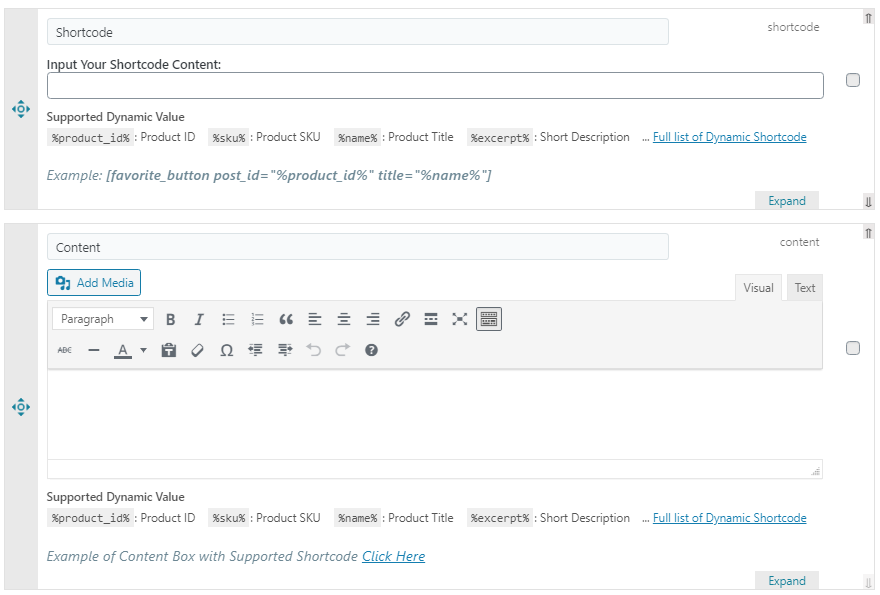 Shortcode shortcode
Input Your Shortcode Content:
Supported Dynamic Value
%product_id% : Product ID %sku% : Product SKU %name% : Product Title %excerpt% : Short Description ... Full list of Dynamic Shortcode
Example: [favorite_button post_id="%product_id%" title="%name%"]
Expand
Content content
Add Media Visual Text
Paragraph B I
ABC A Ω
Supported Dynamic Value
%product_id% : Product ID %sku% : Product SKU %name% : Product Title %excerpt% : Short Description ... Full list of Dynamic Shortcode
Example of Content Box with Supported Shortcode Click Here
Expand